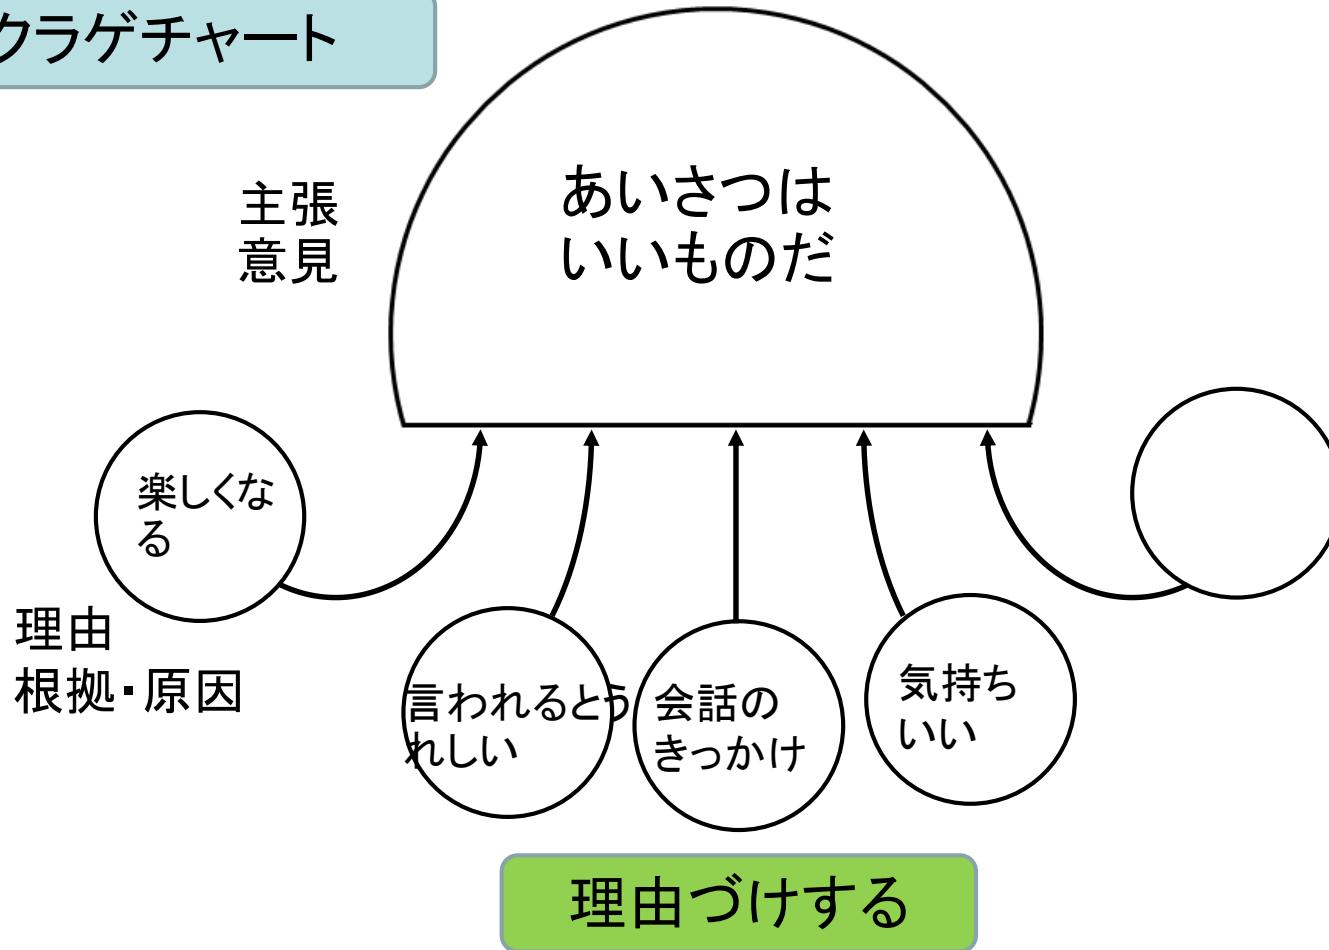 クラゲチャート
主張
意見
あいさつは
いいものだ
楽しくな
る
理由
根拠・原因
言われるとう
れしい
会話の
きっかけ
気持ち
いい
理由づけする